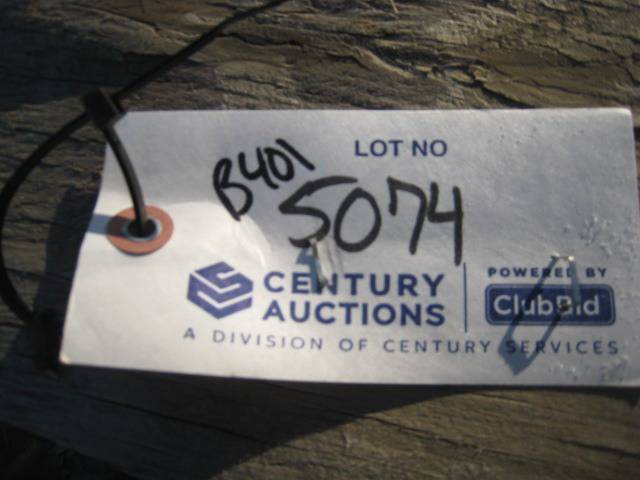 LOT NO
B401
5074
CENTURY
AUCTIONS
POWERED BY
ClubBid
A DIVISION OF CENTURY SERVICES